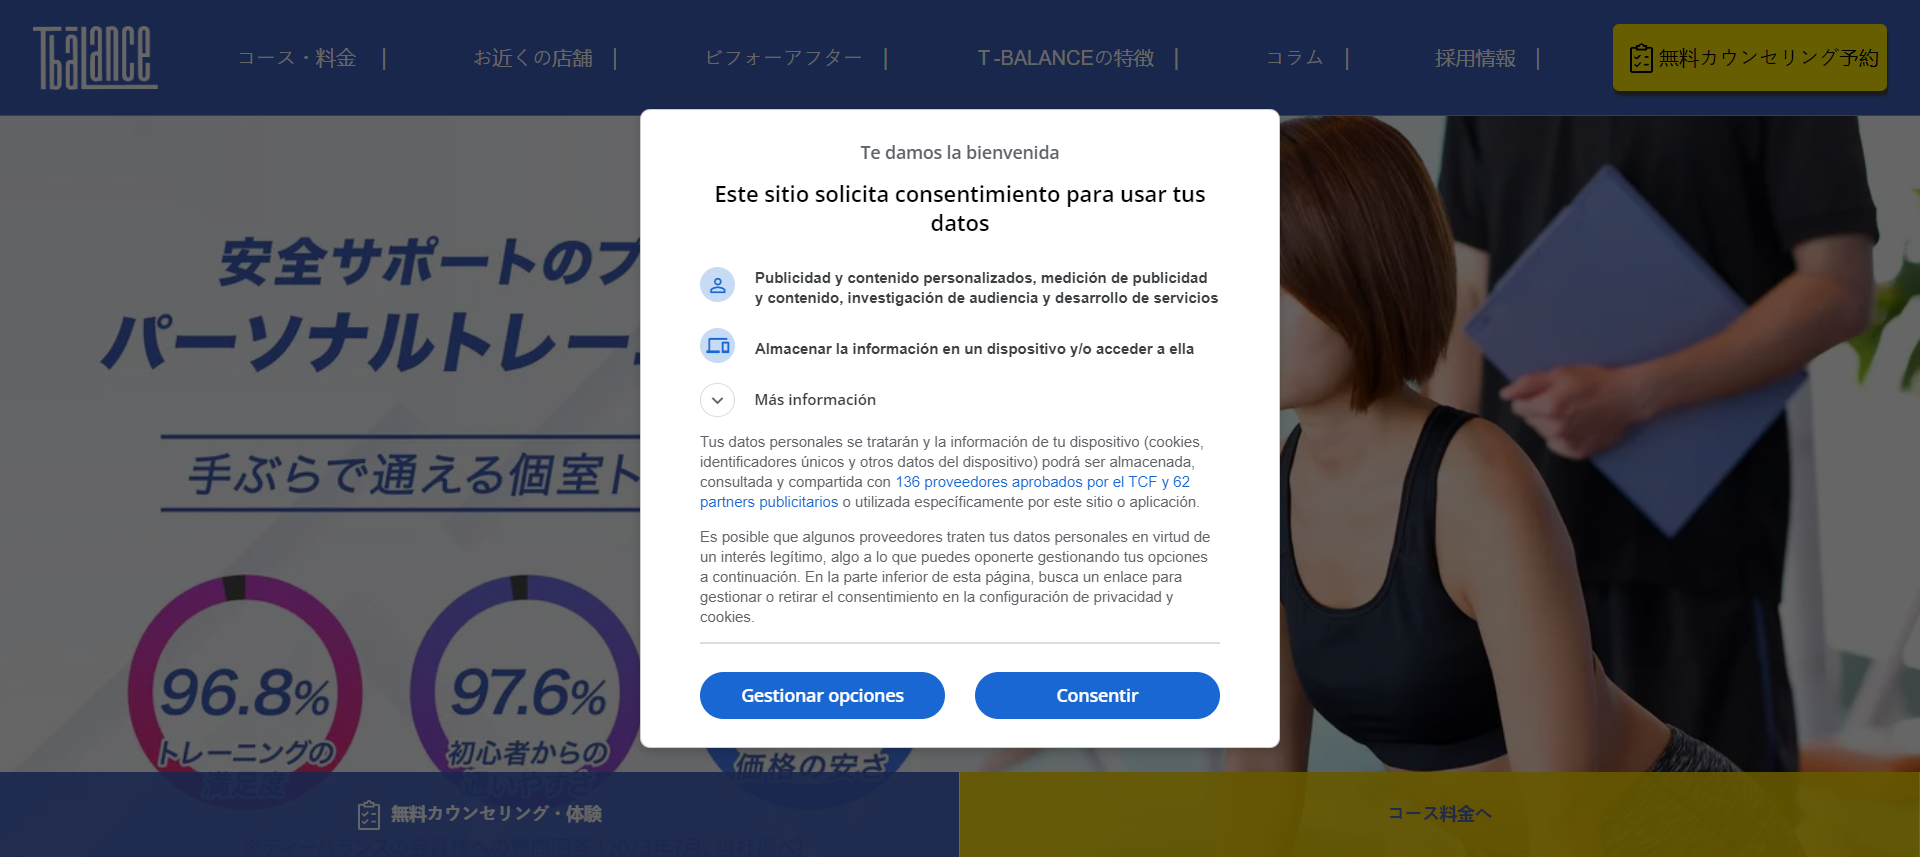 Tbalance
コース・料金 |
お近くの店舗 |
ビフォーアフター |
T-BALANCEの特徴 |
コラム |
採用情報 |
無料カウンセリング予約
Te damos la bienvenida
Este sitio solicita consentimiento para usar tus
datos
Publicidad y contenido personalizados, medición de publicidad
y contenido, investigación de audiencia y desarrollo de servicios
Almacenar la información en un dispositivo y/o acceder a ella
Más información
Tus datos personales se tratarán y la información de tu dispositivo (cookies,
identificadores únicos y otros datos del dispositivo) podrá ser almacenada,
consultada y compartida con 136 proveedores aprobados por el TCF y 62
partners publicitarios o utilizada específicamente por este sitio o aplicación.
Es posible que algunos proveedores traten tus datos personales en virtud de
un interés legítimo, algo a lo que puedes oponerte gestionando tus opciones
a continuación. En la parte inferior de esta página, busca un enlace para
gestionar o retirar el consentimiento en la configuración de privacidad y
cookies.
Gestionar opciones
Consentir
安全サポートのプ
パーソナルトレー
手ぶらで通える個室ト
96.8%
トレーニングの
満足度
97.6%
初心者からの
通いやすさ
価格の安さ
無料カウンセリング・体験
コース料金へ